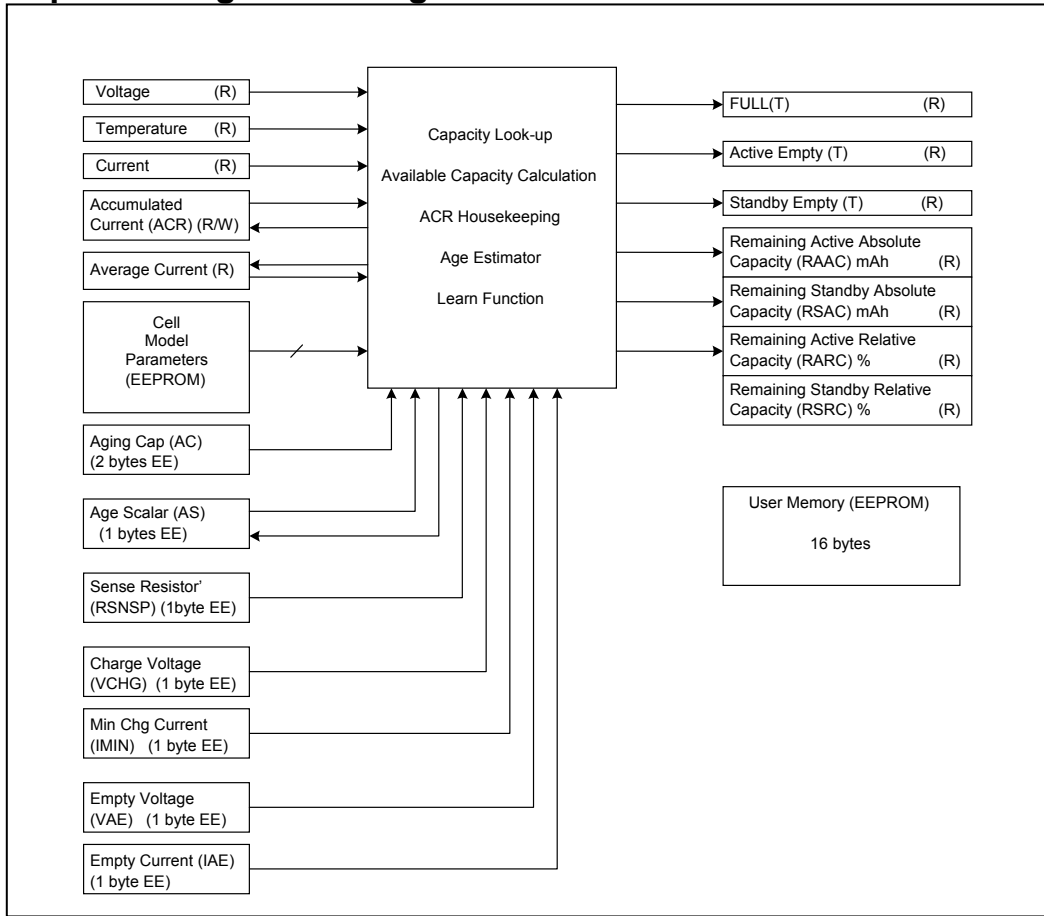 Voltage (R)
Temperature (R)
Current (R)
Accumulated
Current (ACR) (R/W)
Average Current (R)
Cell
Model
Parameters
(EEPROM)
Aging Cap (AC)
(2 bytes EE)
Age Scalar (AS)
(1 bytes EE)
Sense Resistor'
(RSNSP) (1byte EE)
Charge Voltage
(VCHG) (1 byte EE)
Min Chg Current
(IMIN) (1 byte EE)
Empty Voltage
(VAE) (1 byte EE)
Empty Current (IAE)
(1 byte EE)
Capacity Look-up
Available Capacity Calculation
ACR Housekeeping
Age Estimator
Learn Function
FULL(T) (R)
Active Empty (T) (R)
Standby Empty (T) (R)
Remaining Active Absolute
Capacity (RAAC) mAh (R)
Remaining Standby Absolute
Capacity (RSAC) mAh (R)
Remaining Active Relative
Capacity (RARC) % (R)
Remaining Standby Relative
Capacity (RSRC) % (R)
User Memory (EEPROM)
16 bytes